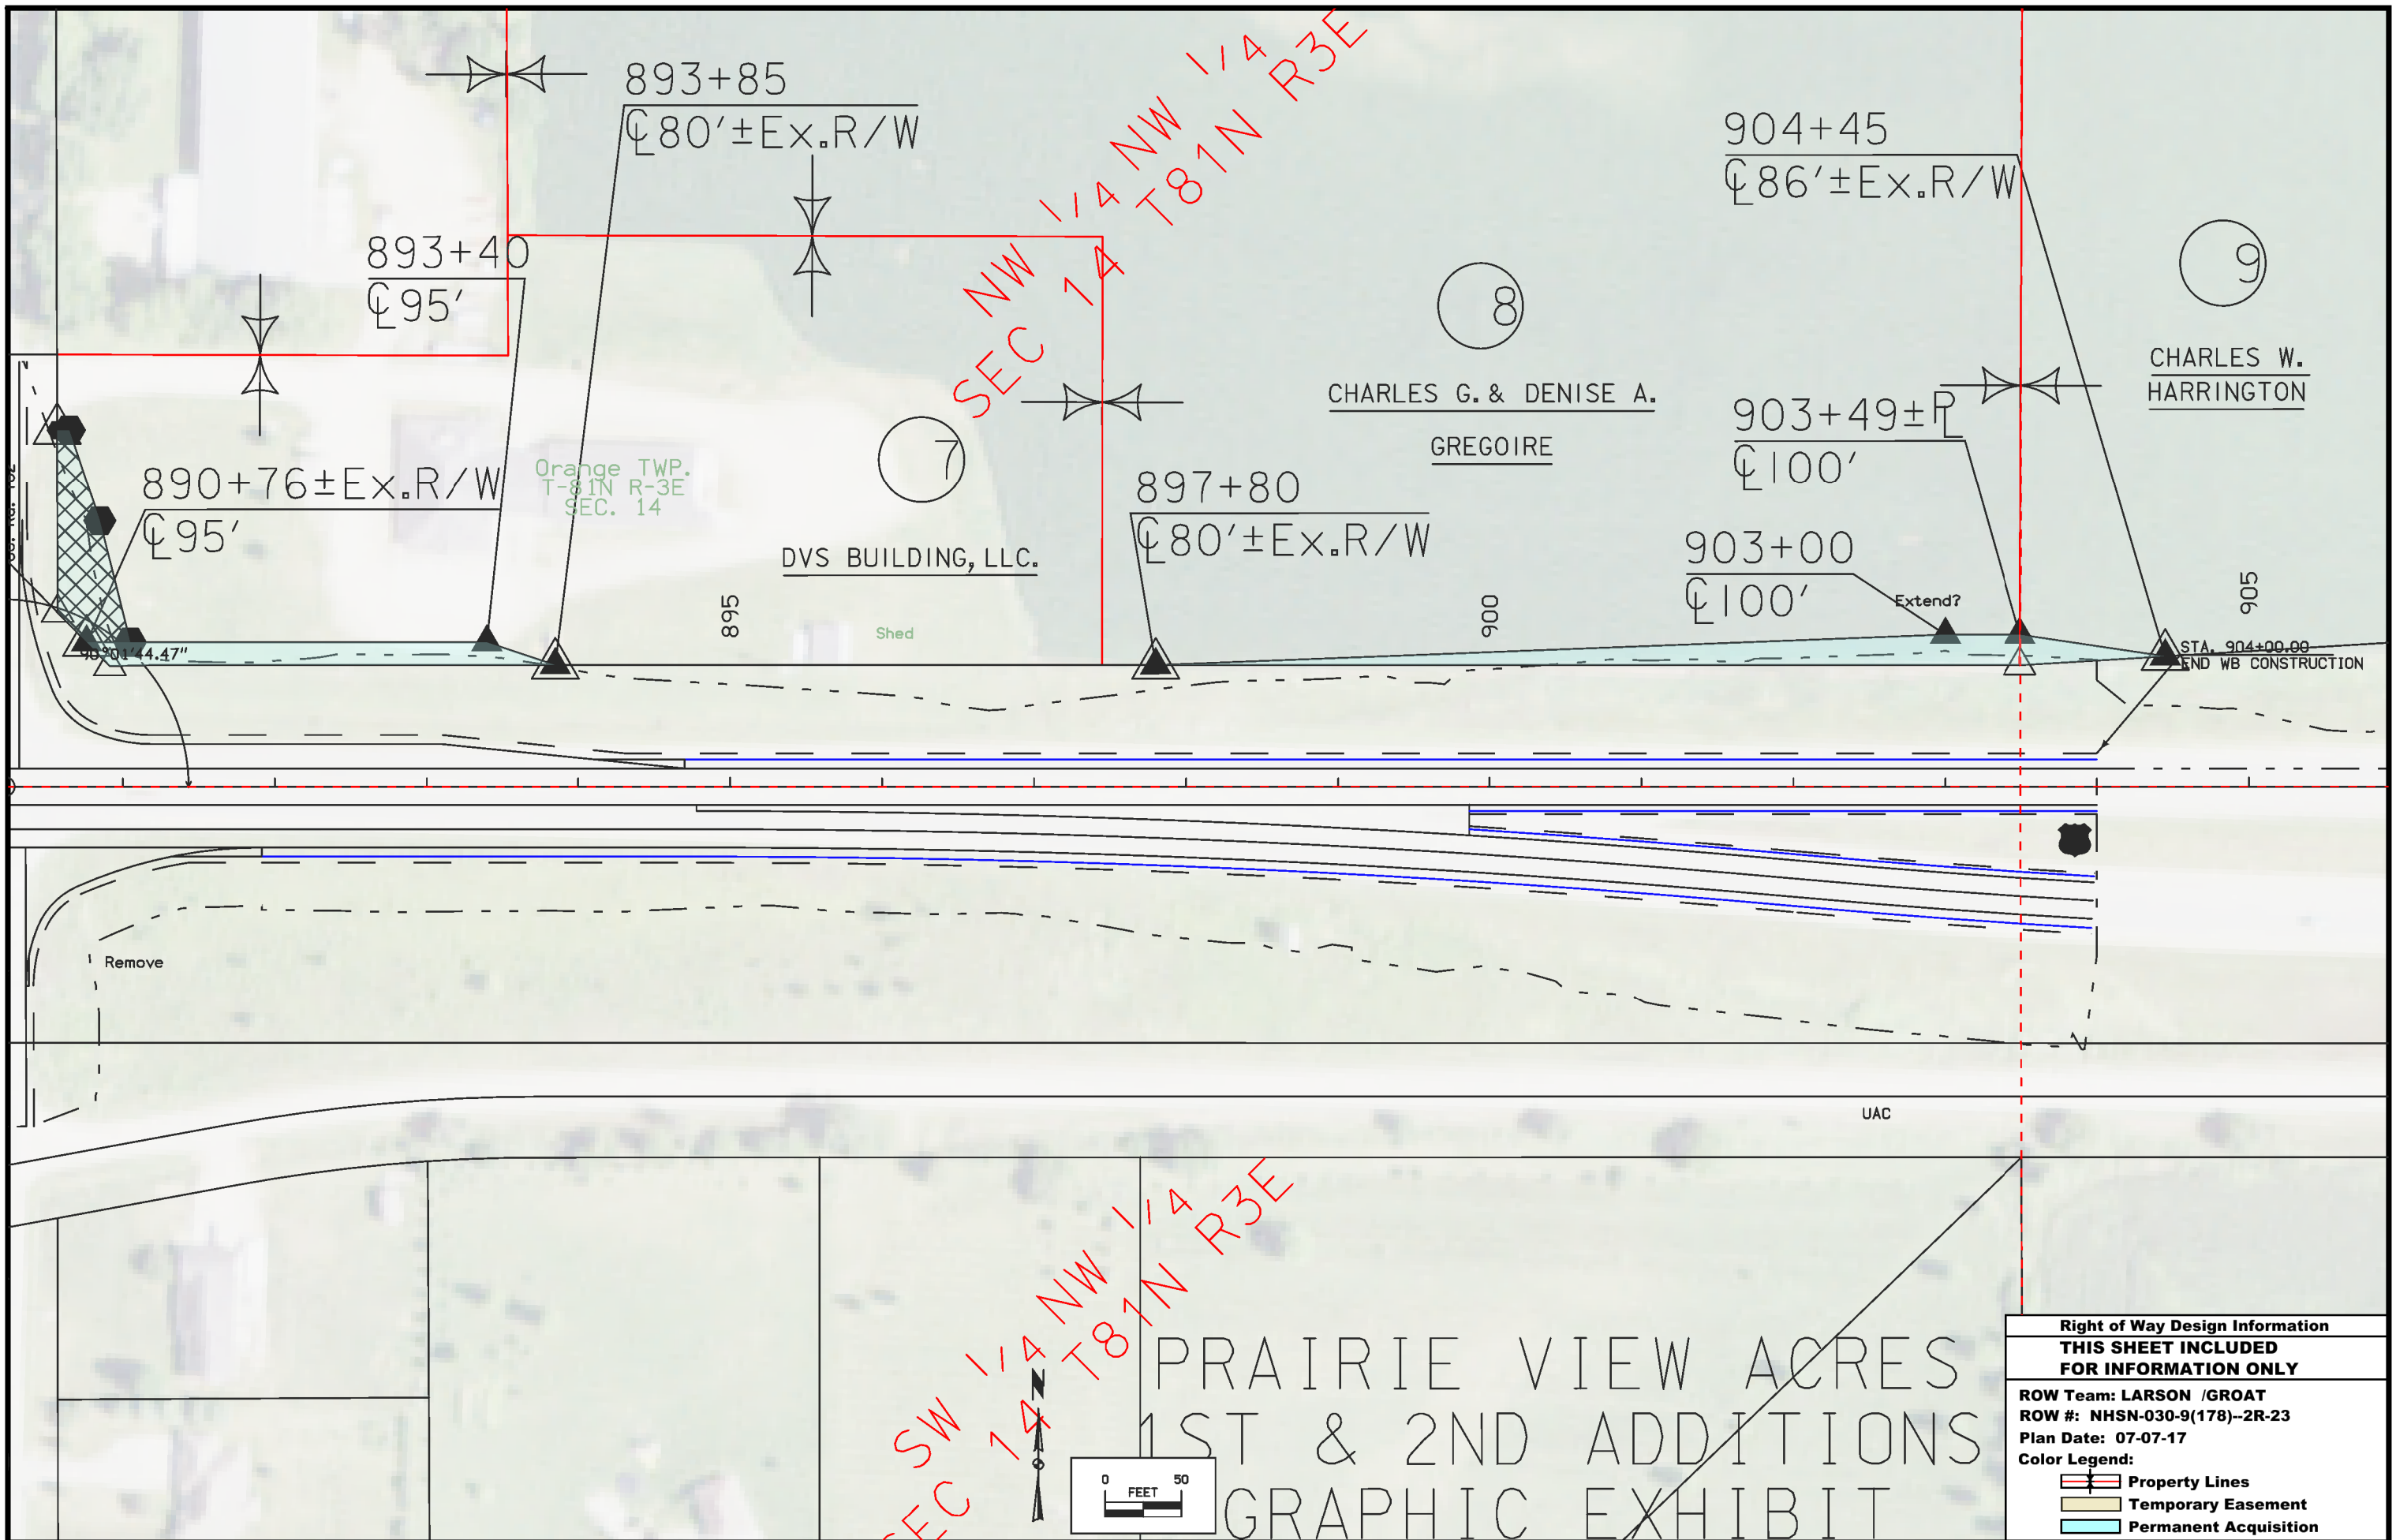 893+85
℄80'±Ex.R/W
NW 1/4 NW 1/4
SEC 14 T81N R3E
904+45
℄86'±Ex.R/W
893+40
℄95'
9
8
CHARLES W.
HARRINGTON
CHARLES G. & DENISE A.
GREGOIRE
903+49±PL
℄100'
7
Orange TWP.
T-81N R-3E
SEC. 14
890+76±Ex.R/W
℄95'
897+80
℄80'±Ex.R/W
DVS BUILDING, LLC.
903+00
℄100'
Extend?
895
900
905
Shed
90°01'44.47"
STA. 904+00.00
END WB CONSTRUCTION
Remove
UAC
SW 1/4 NW 1/4
SEC 14 T81N R3E
N
PRAIRIE VIEW ACRES
1ST & 2ND ADDITIONS
GRAPHIC EXHIBIT
0 50
FEET
Right of Way Design Information
THIS SHEET INCLUDED
FOR INFORMATION ONLY
ROW Team: LARSON /GROAT
ROW #: NHSN-030-9(178)--2R-23
Plan Date: 07-07-17
Color Legend:
Property Lines
Temporary Easement
Permanent Acquisition